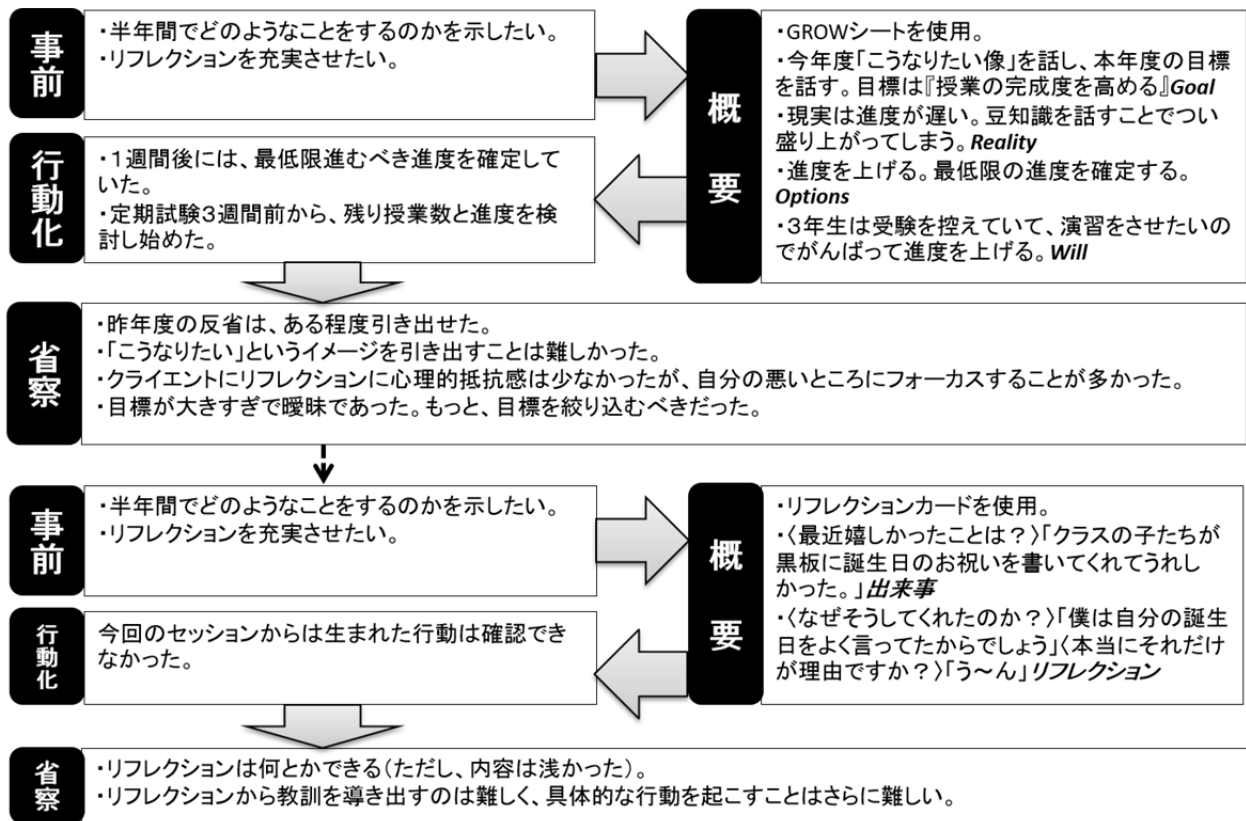 事前
・半年間でどのようなことをするのかを示したい。
・リフレクションを充実させたい。
概要
・GROWシートを使用。
・今年度「こうなりたい像」を話し、本年度の目標
を話す。目標は『授業の完成度を高める』Goal
・現実は進度が遅い。豆知識を話すことでつい
盛り上がってしまう。Reality
・進度を上げる。最低限の進度を確定する。
Options
・３年生は受験を控えていて、演習をさせたいの
でがんばって進度を上げる。Will
行動化
・１週間後には、最低限進むべき進度を確定して
いた。
・定期試験３週間前から、残り授業数と進度を検
討し始めた。
省察
・昨年度の反省は、ある程度引き出せた。
・「こうなりたい」というイメージを引き出すことは難しかった。
・クライエントにリフレクションに心理的抵抗感は少なかったが、自分の悪いところにフォーカスすることが多かった。
・目標が大きすぎで曖昧であった。もっと、目標を絞り込むべきだった。
事前
・半年間でどのようなことをするのかを示したい。
・リフレクションを充実させたい。
概要
・リフレクションカードを使用。
・〈最近嬉しかったことは？〉「クラスの子たちが
黒板に誕生日のお祝いを書いてくれてうれし
かった。」出来事
・〈なぜそうしてくれたのか？〉「僕は自分の誕生
日をよく言ってたからでしょう」〈本当にそれだけ
が理由ですか？〉「う～ん」リフレクション
行動化
今回のセッションからは生まれた行動は確認でき
なかった。
省察
・リフレクションは何とかできる（ただし、内容は浅かった）。
・リフレクションから教訓を導き出すのは難しく、具体的な行動を起こすことはさらに難しい。